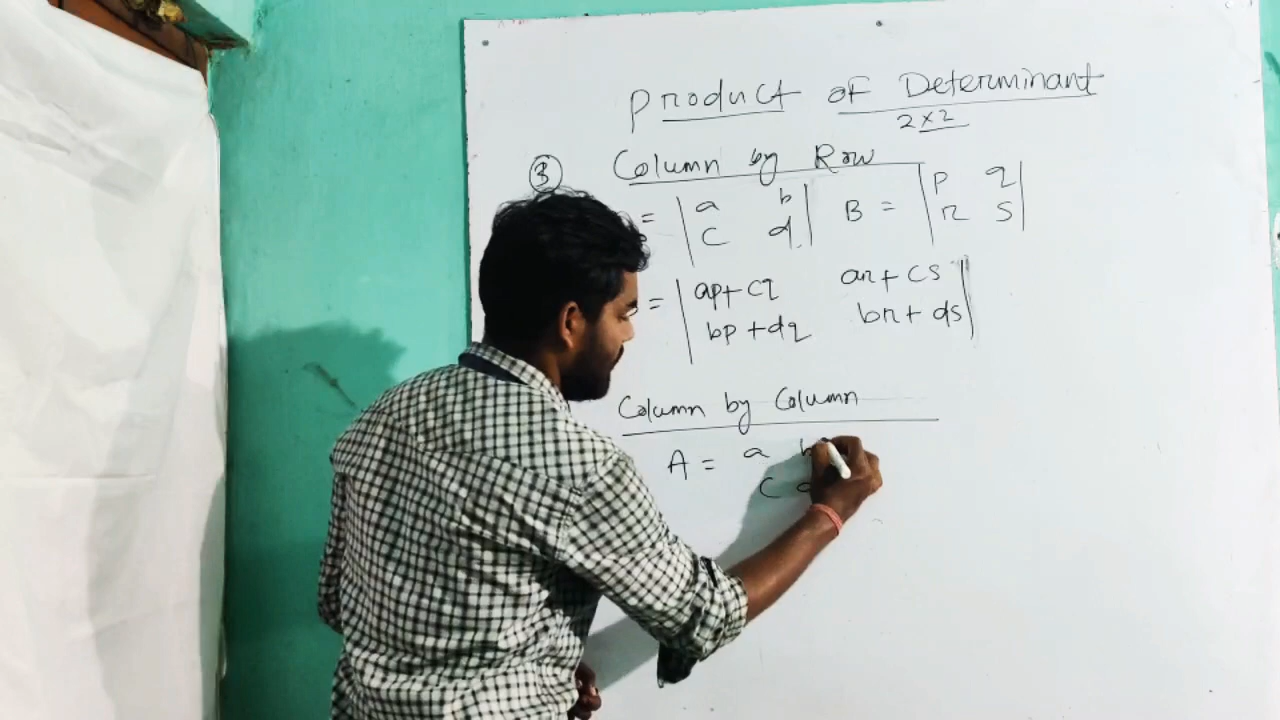 Product of Determinant
2×2
③ Column by Row
= | a b | B = | p q |
| c d | | r s |
= | ap+cq ar+cs |
| bp+dq br+ds |
Column by Column
A = a b
c